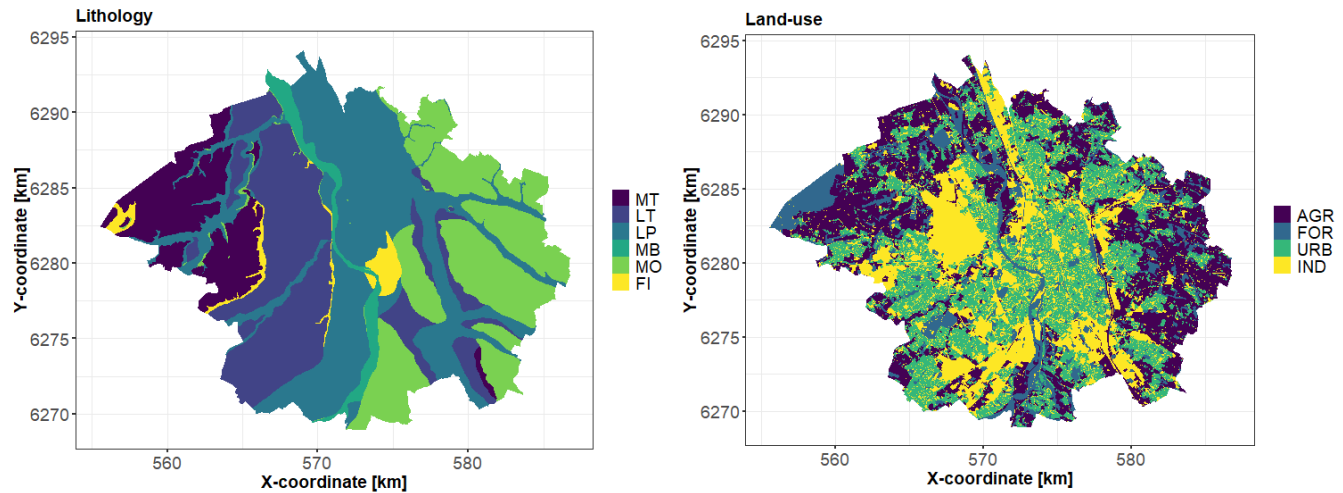 Lithology
6295
6290
6285
6280
6275
6270
Y-coordinate [km]
560
570
580
X-coordinate [km]
MT
LT
LP
MB
MO
FI
Land-use
6295
6290
6285
6280
6275
6270
Y-coordinate [km]
560
570
580
X-coordinate [km]
AGR
FOR
URB
IND